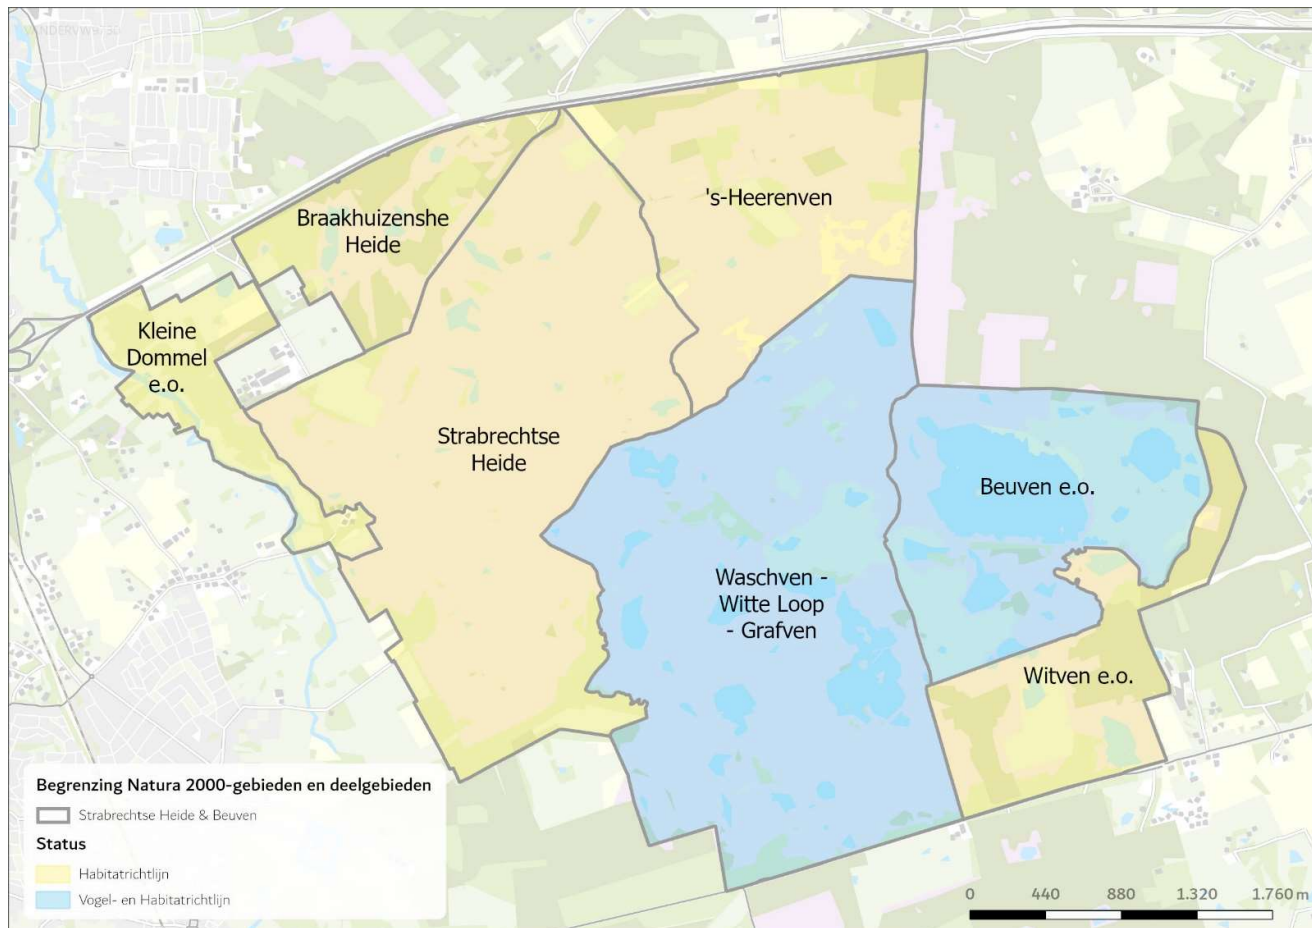 's-Heerenven
Braakhuizenshe
Heide
Kleine
Dommel
e.o.
Strabrechtse
Heide
Beuven e.o.
Waschven -
Witte Loop
- Grafven
Witven e.o.
Begrenzing Natura 2000-gebieden en deelgebieden
Strabrechtse Heide & Beuven
Status
Habitatrichtlijn
Vogel- en Habitatrichtlijn
0 440 880 1.320 1.760 m